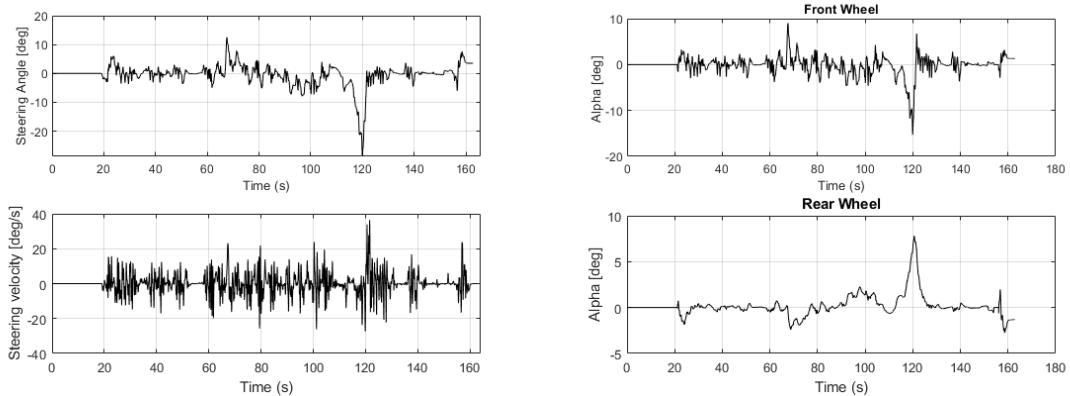 20
10
0
-10
-20
Steering Angle [deg]
0 20 40 60 80 100 120 140 160
Time (s)
Front Wheel
10
0
-10
-20
Alpha [deg]
0 20 40 60 80 100 120 140 160 180
Time (s)
40
20
0
-20
-40
Steering velocity [deg/s]
0 20 40 60 80 100 120 140 160
Time (s)
Rear Wheel
10
5
0
-5
Alpha [deg]
0 20 40 60 80 100 120 140 160 180
Time (s)